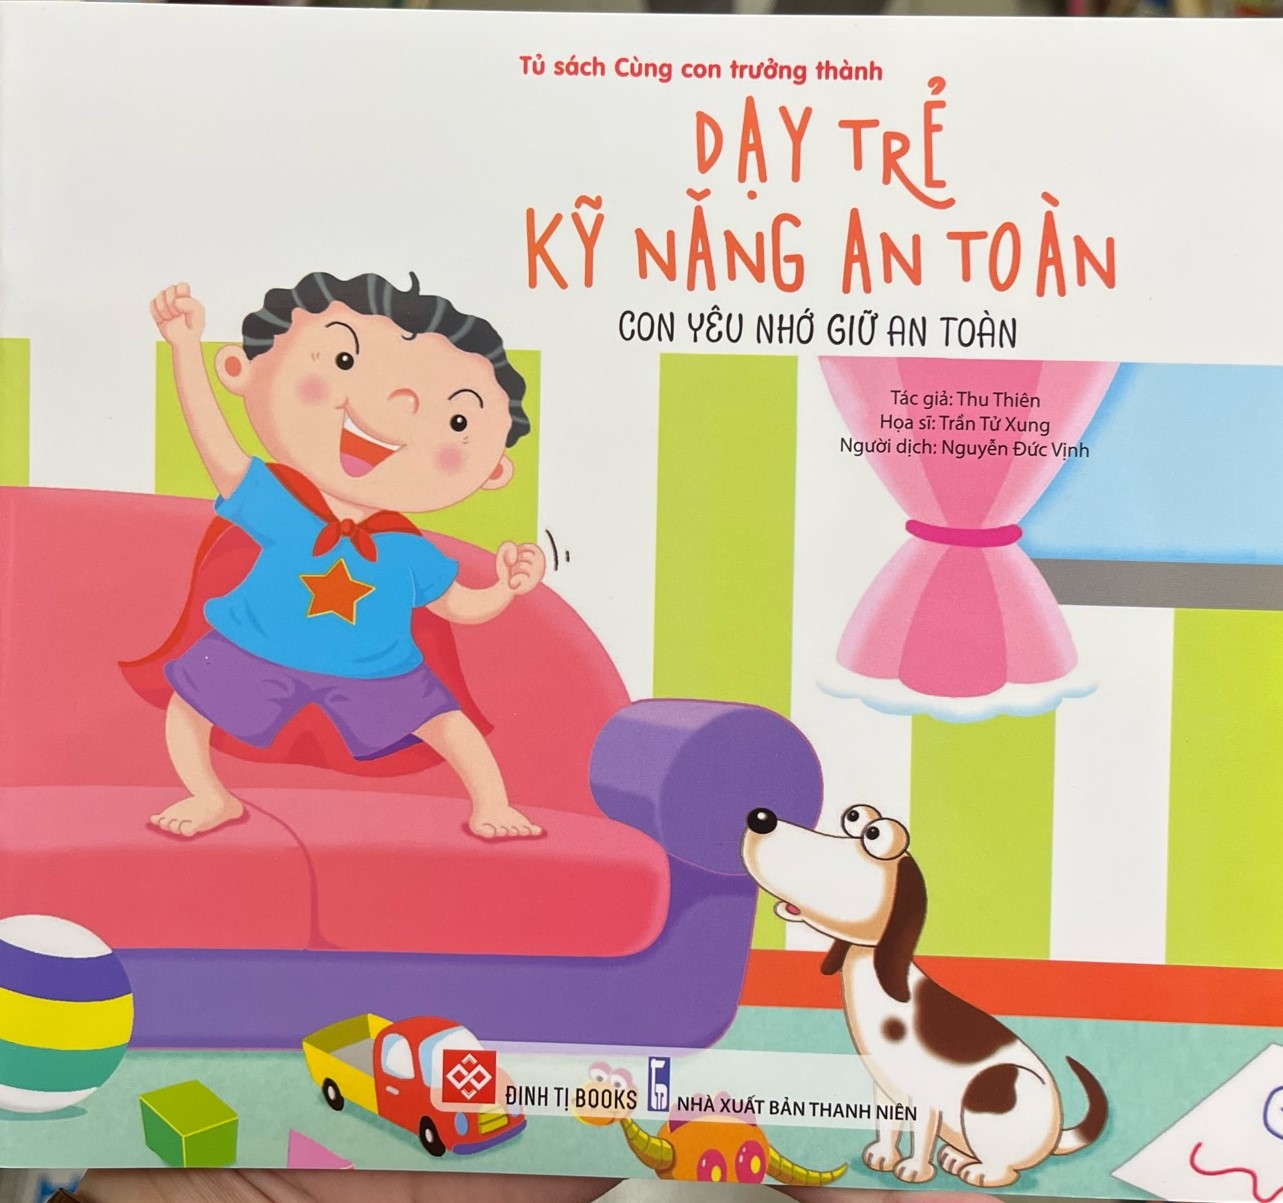 Tủ sách Cùng con trưởng thành
DẠY TRẺ
KỸ NĂNG AN TOÀN
CON YÊU NHỚ GIỮ AN TOÀN
Tác giả: Thu Thiên
Họa sĩ: Trần Tử Xung
Người dịch: Nguyễn Đức Vịnh
ĐINH TỊ BOOKS
NHÀ XUẤT BẢN THANH NIÊN